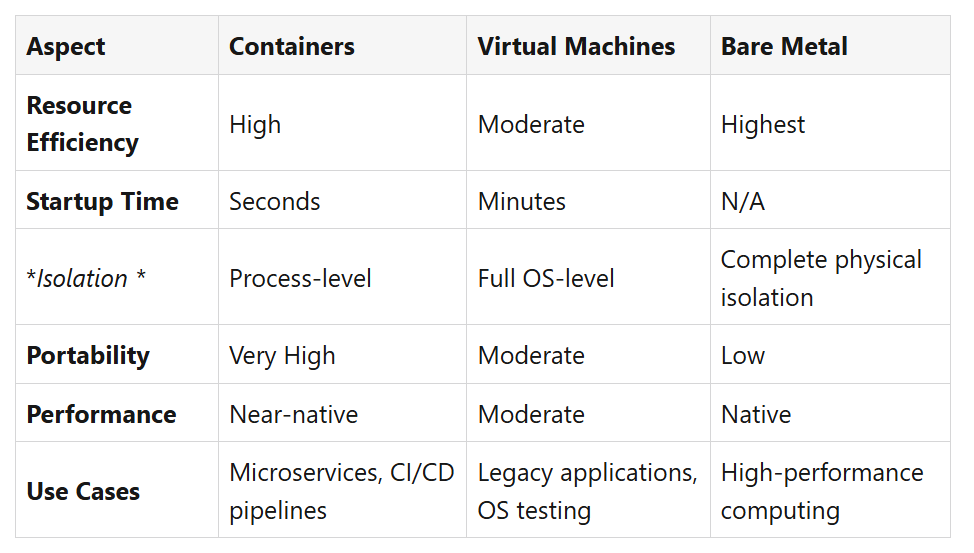 Aspect Containers Virtual Machines Bare Metal
Resource Efficiency High Moderate Highest
Startup Time Seconds Minutes N/A
*Isolation * Process-level Full OS-level Complete physical isolation
Portability Very High Moderate Low
Performance Near-native Moderate Native
Use Cases Microservices, CI/CD pipelines Legacy applications, OS testing High-performance computing